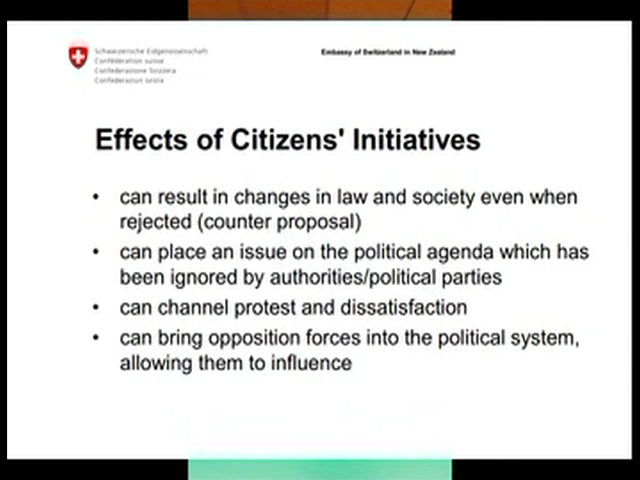 Schweizerische Eidgenossenschaft
Confédération suisse
Confederazione Svizzera
Confederaziun svizra
Embassy of Switzerland in New Zealand
Effects of Citizens' Initiatives
• can result in changes in law and society even when
rejected (counter proposal)
• can place an issue on the political agenda which has
been ignored by authorities/political parties
• can channel protest and dissatisfaction
• can bring opposition forces into the political system,
allowing them to influence